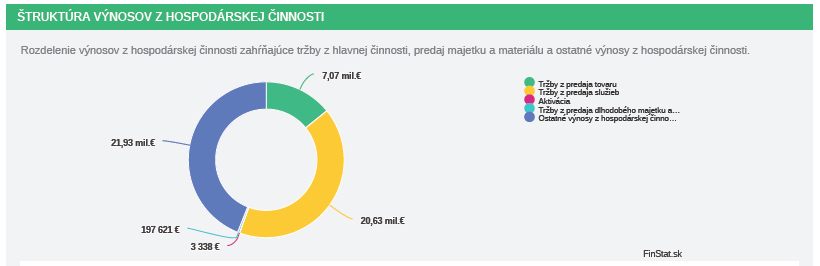 ŠTRUKTÚRA VÝNOSOV Z HOSPODÁRSKEJ ČINNOSTI
Rozdelenie výnosov z hospodárskej činnosti zahŕňajúce tržby z hlavnej činnosti, predaj majetku a materiálu a ostatné výnosy z hospodárskej činnosti.
7,07 mil.€
21,93 mil.€
20,63 mil.€
197 621 €
3 338 €
Tržby z predaja tovaru
Tržby z predaja služieb
Aktivácia
Tržby z predaja dlhodobého majetku a...
Ostatné výnosy z hospodárskej činno...
FinStat.sk